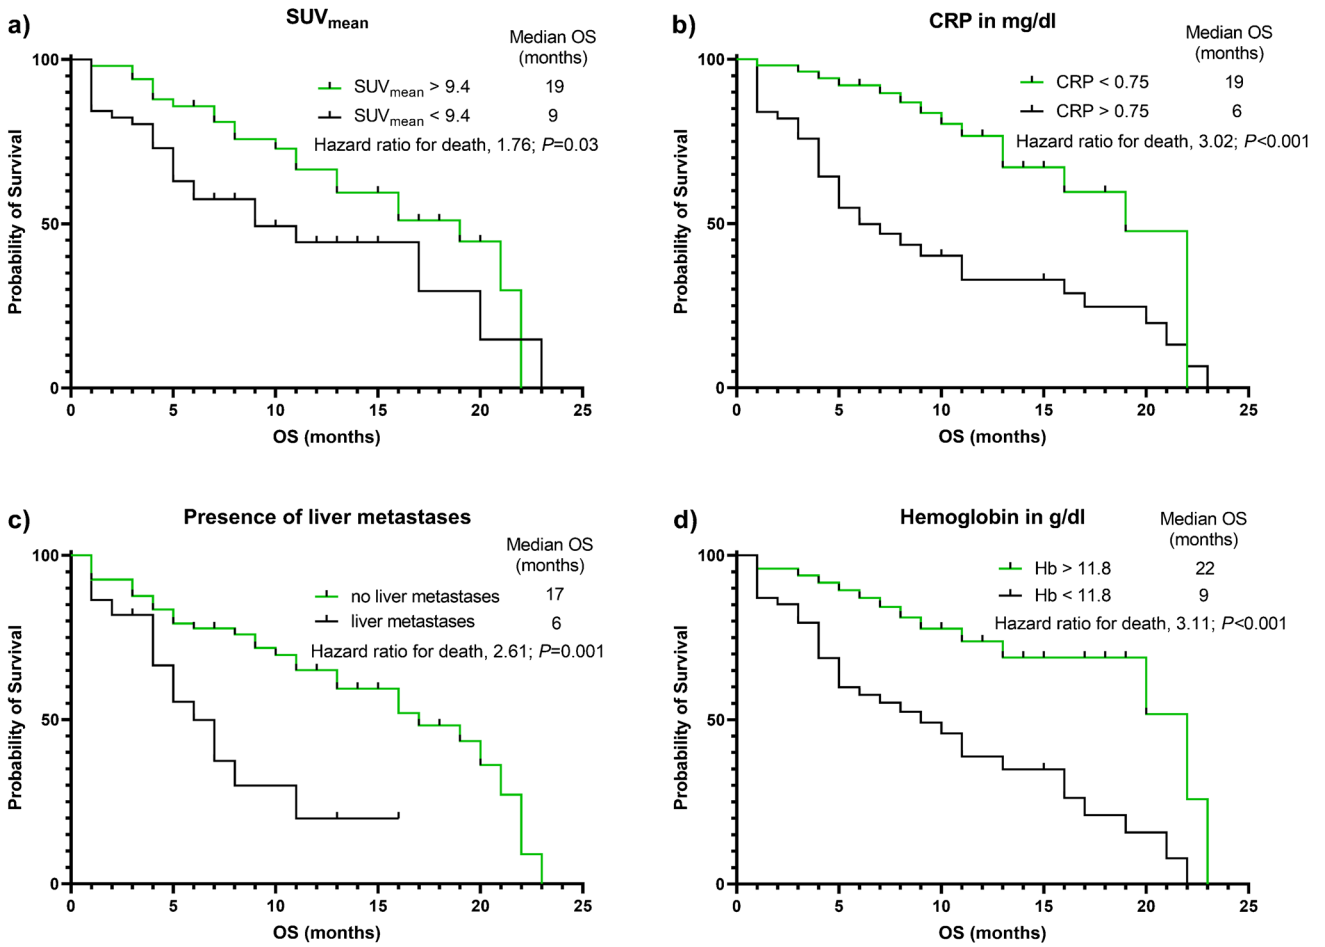 a)
SUVmean
Median OS
(months)
SUVmean > 9.4 19
SUVmean < 9.4 9
Hazard ratio for death, 1.76; P=0.03
Probability of Survival
100
50
0
0 5 10 15 20 25
OS (months)
b)
CRP in mg/dl
Median OS
(months)
CRP < 0.75 19
CRP > 0.75 6
Hazard ratio for death, 3.02; P<0.001
Probability of Survival
100
50
0
0 5 10 15 20 25
OS (months)
c)
Presence of liver metastases
Median OS
(months)
no liver metastases 17
liver metastases 6
Hazard ratio for death, 2.61; P=0.001
Probability of Survival
100
50
0
0 5 10 15 20 25
OS (months)
d)
Hemoglobin in g/dl
Median OS
(months)
Hb > 11.8 22
Hb < 11.8 9
Hazard ratio for death, 3.11; P<0.001
Probability of Survival
100
50
0
0 5 10 15 20 25
OS (months)